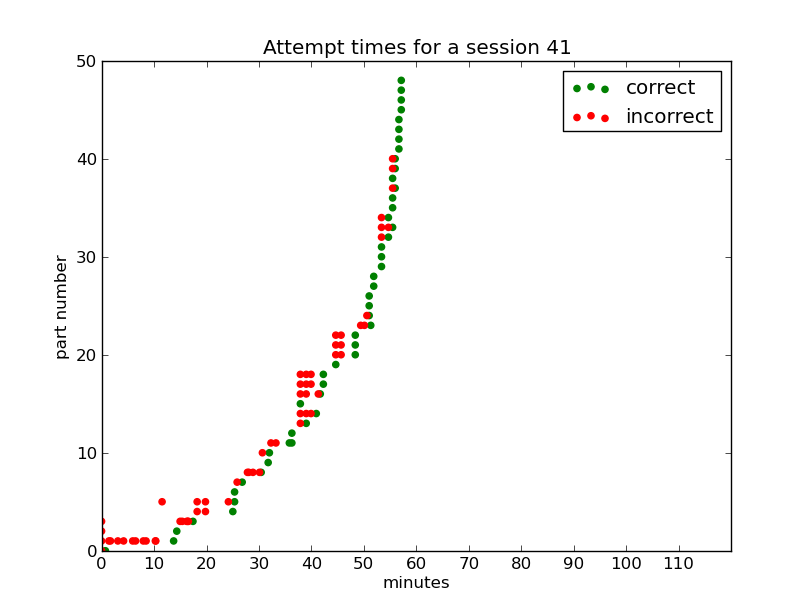 Attempt times for a session 41
correct
incorrect
50
40
30
20
10
0
part number
0 10 20 30 40 50 60 70 80 90 100 110
minutes